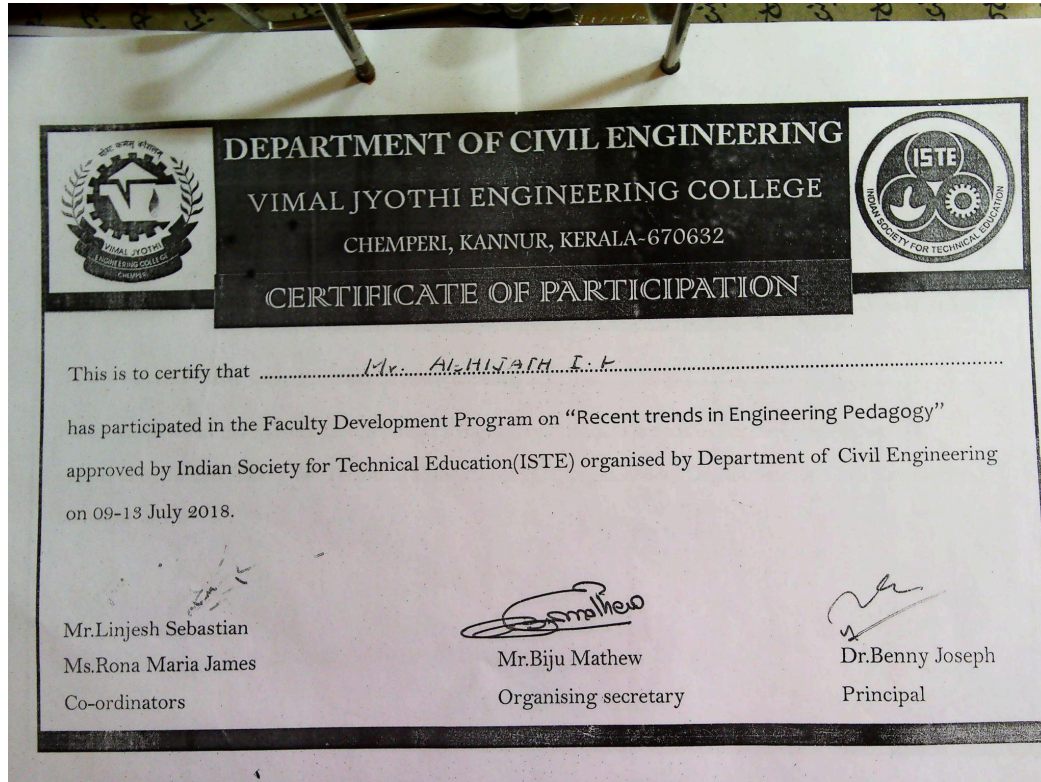 DEPARTMENT OF CIVIL ENGINEERING
VIMAL JYOTHI ENGINEERING COLLEGE
CHEMPERI, KANNUR, KERALA-670632
CERTIFICATE OF PARTICIPATION
VIMAL JYOTHI
ENGINEERING COLLEGE
CHEMPERI
ISTE
INDIAN SOCIETY FOR TECHNICAL EDUCATION
This is to certify that Mr.
has participated in the Faculty Development Program on “Recent trends in Engineering Pedagogy”
approved by Indian Society for Technical Education(ISTE) organised by Department of Civil Engineering
on 09-13 July 2018.
Mr.Linjesh Sebastian
Ms.Rona Maria James
Co-ordinators
Mr.Biju Mathew
Organising secretary
Dr.Benny Joseph
Principal